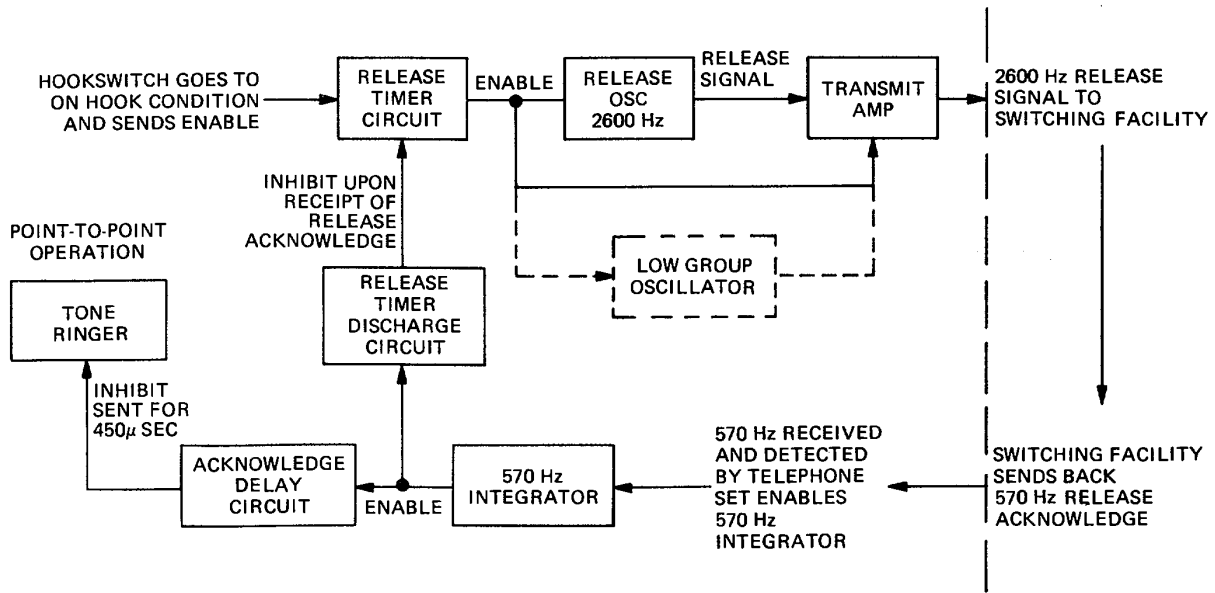 HOOKSWITCH GOES TO
ON HOOK CONDITION
AND SENDS ENABLE
RELEASE
TIMER
CIRCUIT
ENABLE
RELEASE
OSC
2600 Hz
RELEASE
SIGNAL
TRANSMIT
AMP
2600 Hz RELEASE
SIGNAL TO
SWITCHING FACILITY
INHIBIT UPON
RECEIPT OF
RELEASE
ACKNOWLEDGE
LOW GROUP
OSCILLATOR
POINT-TO-POINT
OPERATION
TONE
RINGER
RELEASE
TIMER
DISCHARGE
CIRCUIT
INHIBIT
SENT FOR
450μ SEC
ACKNOWLEDGE
DELAY
CIRCUIT
ENABLE
570 Hz
INTEGRATOR
570 Hz RECEIVED
AND DETECTED
BY TELEPHONE
SET ENABLES
570 Hz
INTEGRATOR
SWITCHING FACILITY
SENDS BACK
570 Hz RELEASE
ACKNOWLEDGE